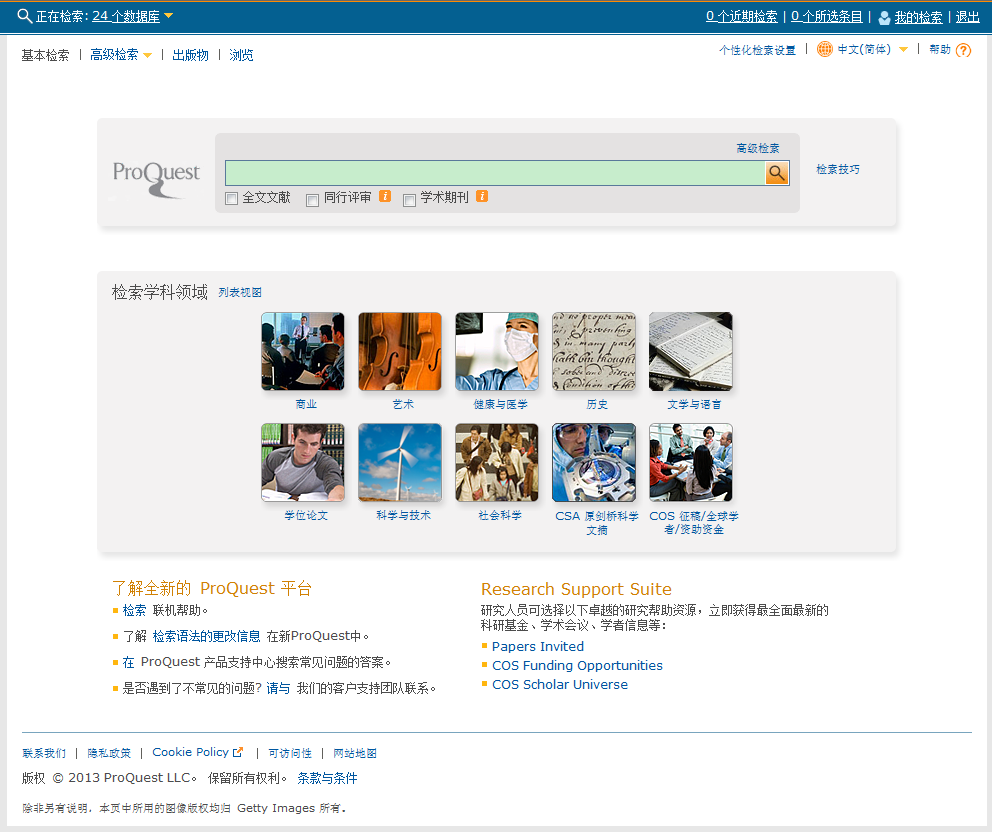 正在检索: 24 个数据库
0 个近期检索 | 0 个所选条目 | 我的检索 | 退出
基本检索 | 高级检索 | 出版物 | 浏览
个性化检索设置 | 中文(简体) | 帮助 ?
高级检索
ProQuest
检索技巧
全文文献 同行评审 i 学术期刊 i
检索学科领域 列表视图
商业 艺术 健康与医学 历史 文学与语言
学位论文 科学与技术 社会科学 CSA 原剑桥科学 COS 征稿/全球学
文摘 者/资助资金
了解全新的 ProQuest 平台
检索 联机帮助。
了解 检索语法的更改信息 在新ProQuest中。
在 ProQuest 产品支持中心搜索常见问题的答案。
是否遇到了不常见的问题? 请与 我们的客户支持团队联系。
Research Support Suite
研究人员可选择以下卓越的研究帮助资源，立即获得最全面最新的
科研基金、学术会议、学者信息等：
Papers Invited
COS Funding Opportunities
COS Scholar Universe
联系我们 | 隐私政策 | Cookie Policy | 可访问性 | 网站地图
版权 © 2013 ProQuest LLC。 保留所有权利。 条款与条件
除非另有说明，本页中所用的图像版权均归 Getty Images 所有.